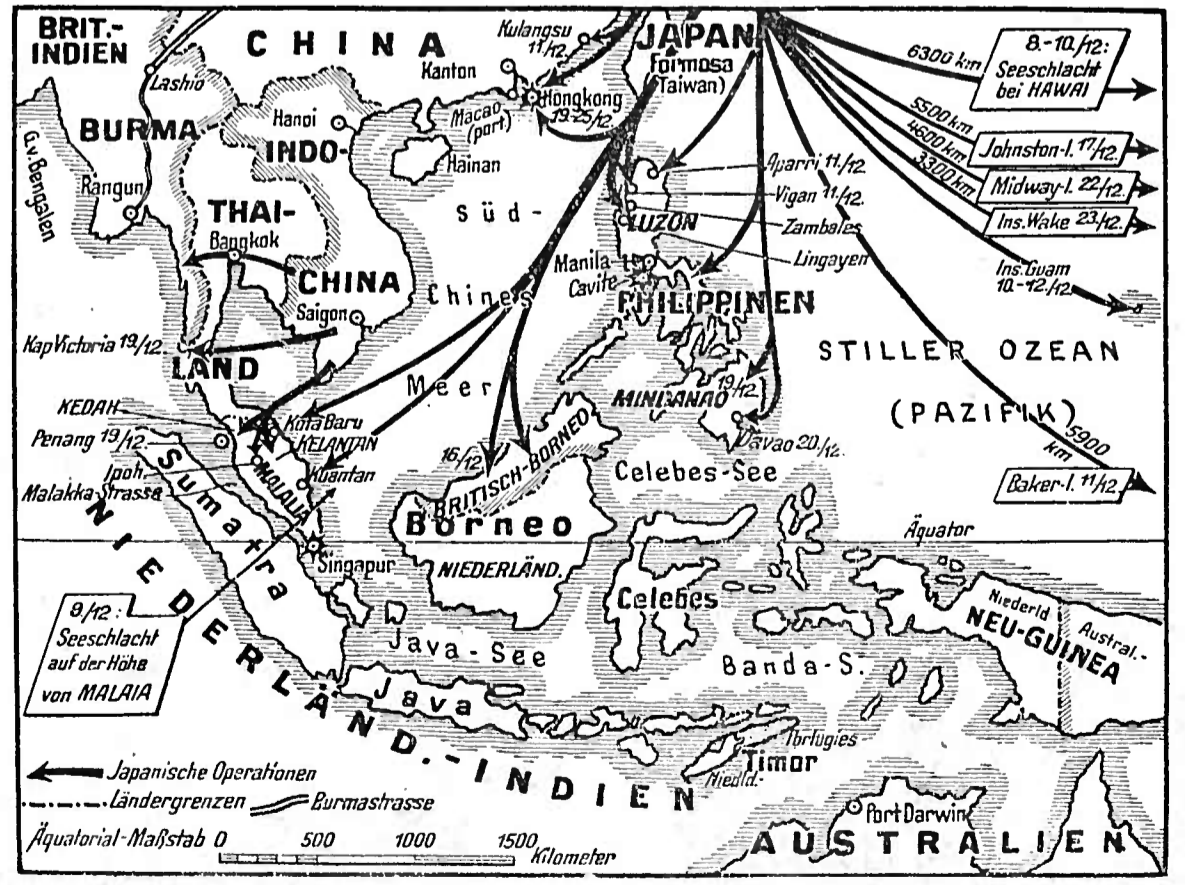 BRIT.-
INDIEN
CHINA
Kulangsu
11/12.
JAPAN
Formosa
(Taiwan)
6300 km
8.-10./12:
Seeschlacht
bei HAWAI
Lashio
Kanton
Hongkong
19-25/12.
Macao
(port)
Hainan
5500 km
4600 km
3300 km
Johnston-I. 17/12.
Midway-I. 22/12.
Ins. Wake 23/12.
BURMA
Hanoi
INDO-
G.v. Bengalen
Rangun
THAI-
Bangkok
CHINA
Saigon
Süd-
Chines
Meer
Aparri 11/12.
Vigan 11/12.
Zambales
Lingayen
LUZON
Manila
Cavite
PHILIPPINEN
Ins. Guam
10.-12./12.
STILLER OZEAN
(PAZIFIK)
5900
km
Baker-I. 11/12.
Kap Victoria 19/12.
LAND
KEDAH
Penang 19/12.
Ipoh
Malakka-Strasse
Kota Baru
KELANTAN
Kuantan
MALAIA
Singapur
16/12.
BRITISCH-BORNEO
Borneo
NIEDERLÄND.
MINDANAO
19/12.
Davao 20./12.
Celebes-See
Celebes
Äquator
Sumatra
NIEDERLÄND.-INDIEN
9/12:
Seeschlacht
auf der Höhe
von MALAIA
Java-See
Java
Banda-S.
Niederld
NEU-GUINEA
Austral.-
Portugies
Timor
Niedld.-
Port Darwin
AUSTRALIEN
Japanische Operationen
Ländergrenzen
Burmastrasse
Äquatorial-Maßstab 0 500 1000 1500
Kilometer